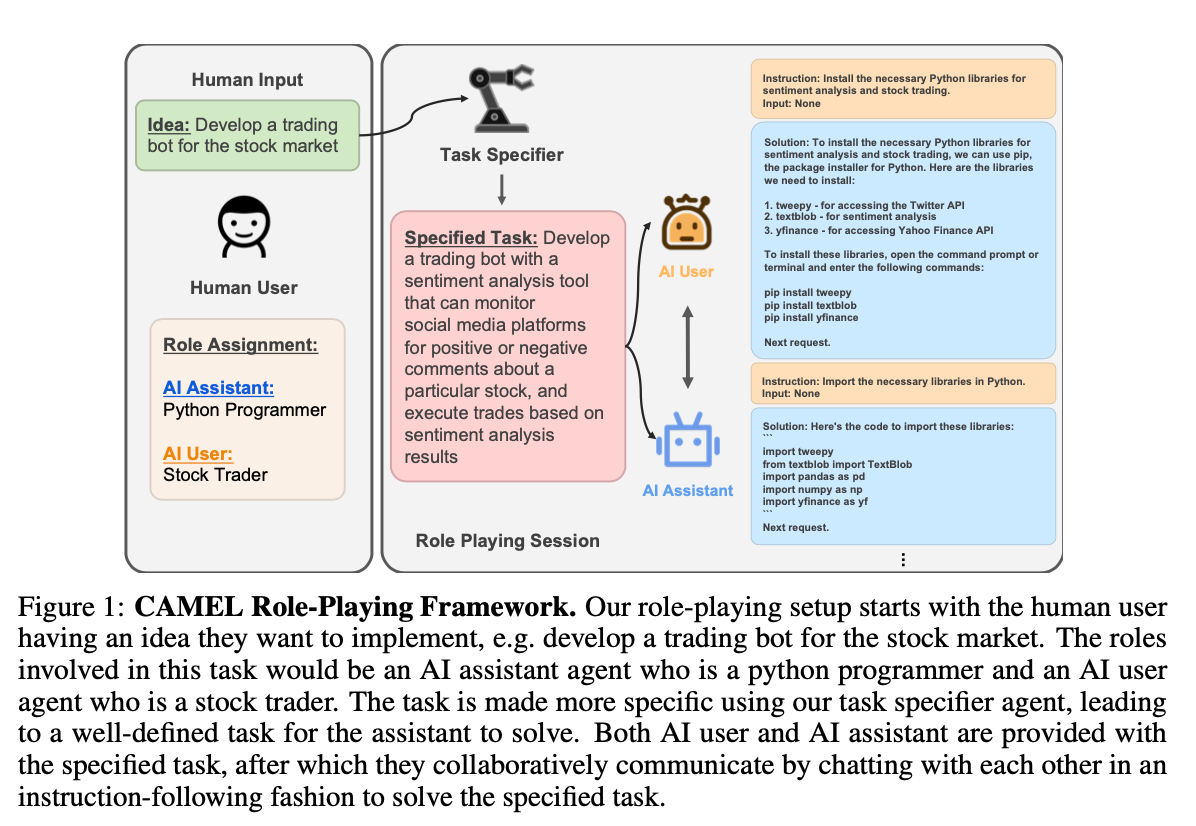 Human Input
Idea: Develop a trading
bot for the stock market
Human User
Role Assignment:
AI Assistant:
Python Programmer
AI User:
Stock Trader
Task Specifier
Specified Task: Develop
a trading bot with a
sentiment analysis tool
that can monitor
social media platforms
for positive or negative
comments about a
particular stock, and
execute trades based on
sentiment analysis
results
AI User
AI Assistant
Role Playing Session
Instruction: Install the necessary Python libraries for
sentiment analysis and stock trading.
Input: None
Solution: To install the necessary Python libraries for
sentiment analysis and stock trading, we can use pip,
the package installer for Python. Here are the libraries
we need to install:
1. tweepy - for accessing the Twitter API
2. textblob - for sentiment analysis
3. yfinance - for accessing Yahoo Finance API
To install these libraries, open the command prompt or
terminal and enter the following commands:
pip install tweepy
pip install textblob
pip install yfinance
Next request.
Instruction: Import the necessary libraries in Python.
Input: None
Solution: Here's the code to import these libraries:
```
import tweepy
from textblob import TextBlob
import pandas as pd
import numpy as np
import yfinance as yf
```
Next request.
⋮
Figure 1: CAMEL Role-Playing Framework. Our role-playing setup starts with the human user
having an idea they want to implement, e.g. develop a trading bot for the stock market. The roles
involved in this task would be an AI assistant agent who is a python programmer and an AI user
agent who is a stock trader. The task is made more specific using our task specifier agent, leading
to a well-defined task for the assistant to solve. Both AI user and AI assistant are provided with
the specified task, after which they collaboratively communicate by chatting with each other in an
instruction-following fashion to solve the specified task.